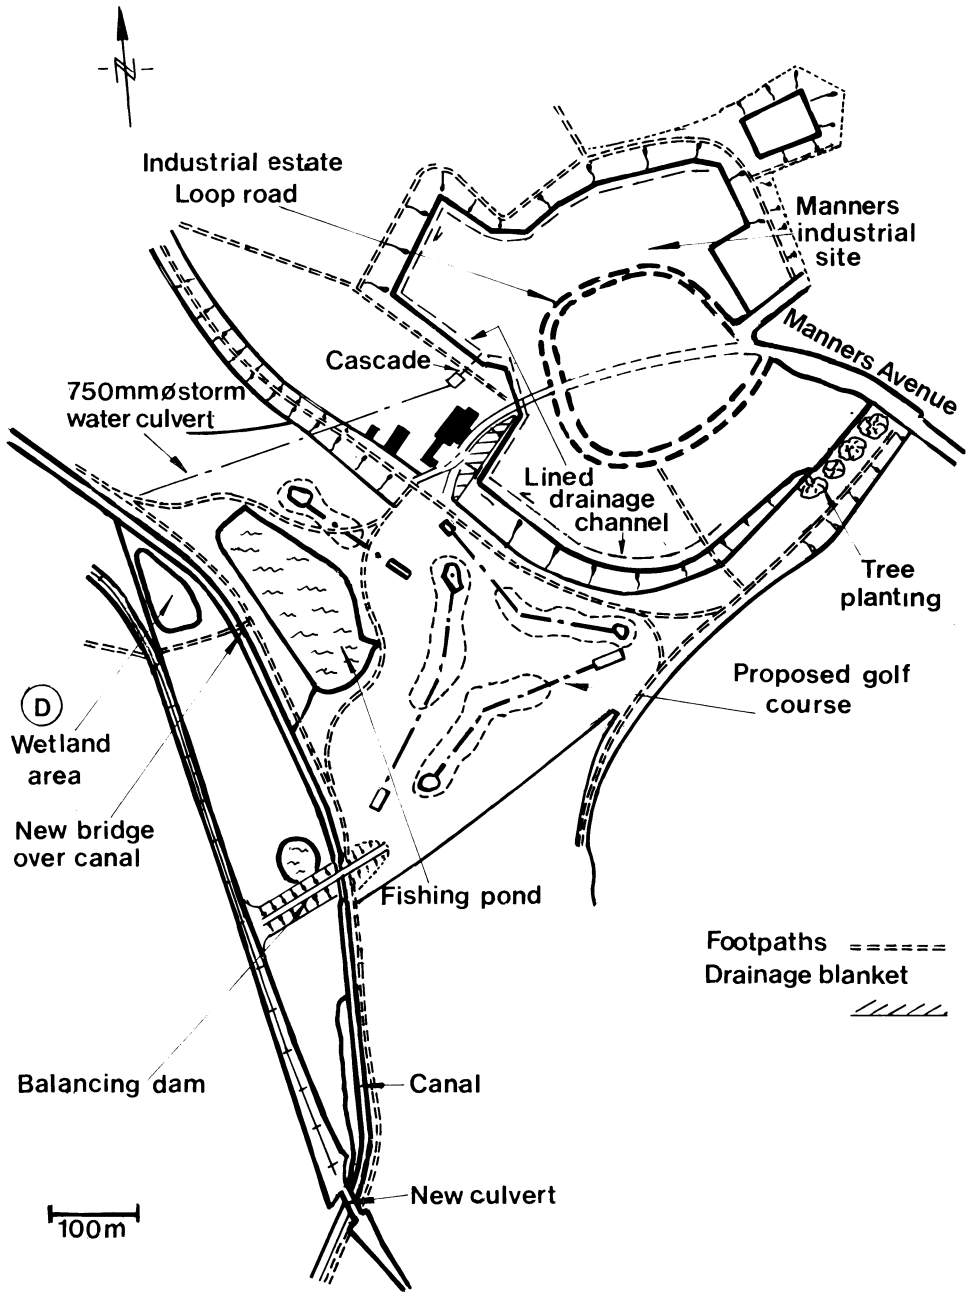 N
Industrial estate
Loop road
Manners
industrial
site
Manners Avenue
Cascade
750mmøstorm
water culvert
Lined
drainage
channel
Tree
planting
Proposed golf
course
D
Wetland
area
New bridge
over canal
Fishing pond
Footpaths
Drainage blanket
Balancing dam
Canal
New culvert
100m